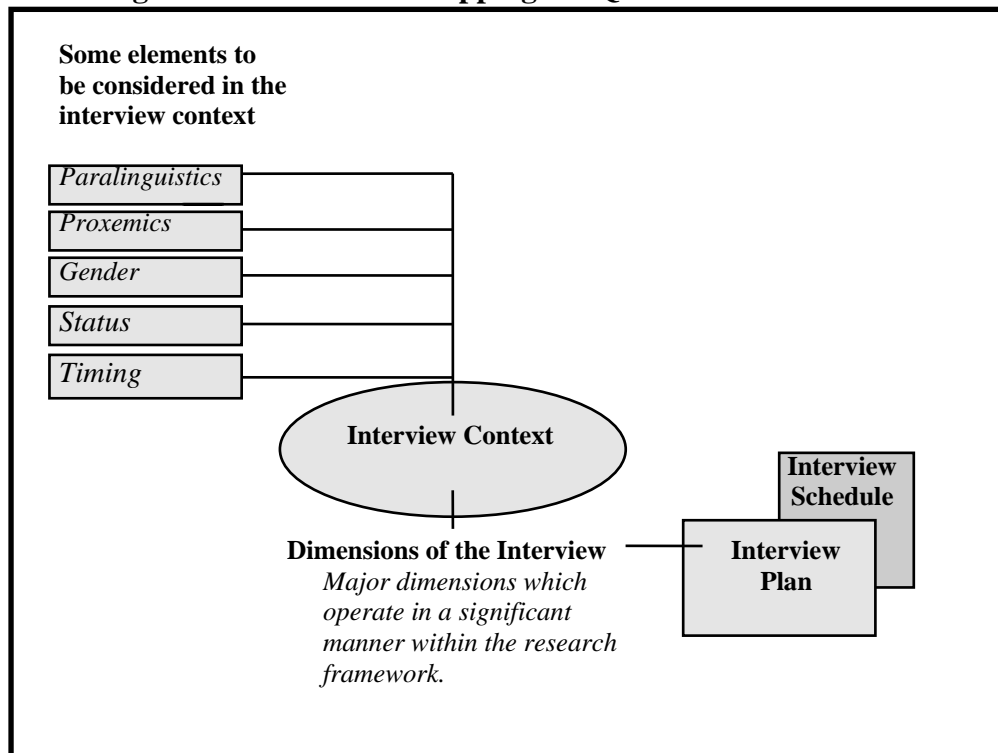 Some elements to
be considered in the
interview context
Paralinguistics
Proxemics
Gender
Status
Timing
Interview Context
Interview
Schedule
Dimensions of the Interview
Major dimensions which
operate in a significant
manner within the research
framework.
Interview
Plan